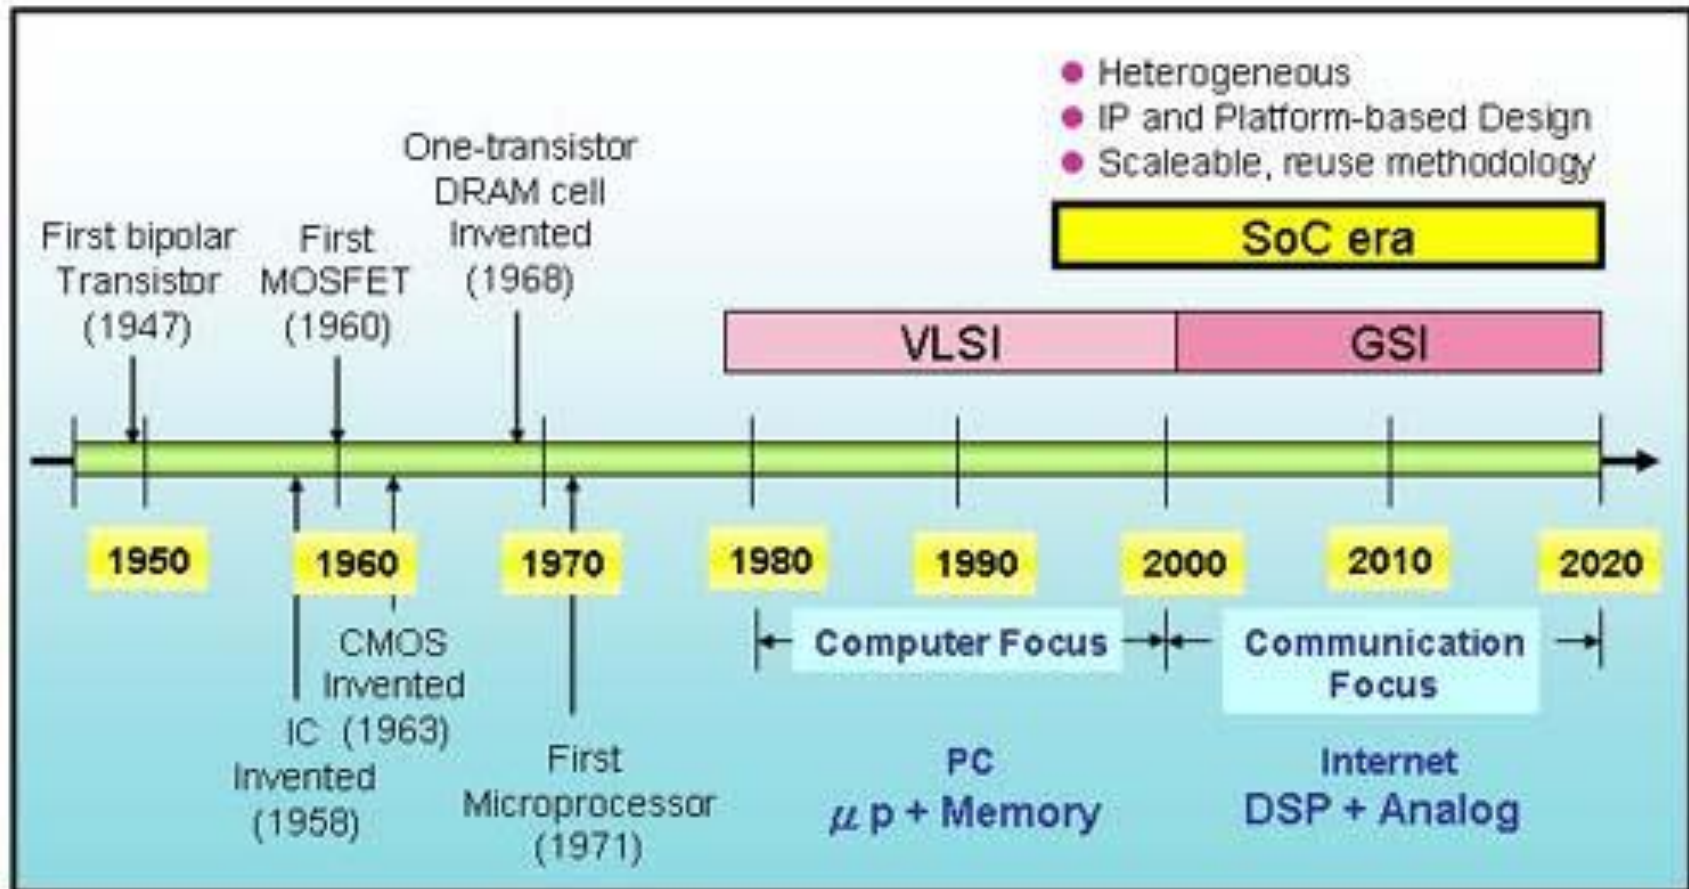 Heterogeneous
IP and Platform-based Design
Scaleable, reuse methodology
SoC era
One-transistor
DRAM cell
Invented
(1968)
First bipolar
Transistor
(1947)
First
MOSFET
(1960)
VLSI
GSI
1950
1960
1970
1980
1990
2000
2010
2020
CMOS
Invented
(1963)
IC
Invented
(1958)
First
Microprocessor
(1971)
Computer Focus
Communication
Focus
PC
μp + Memory
Internet
DSP + Analog